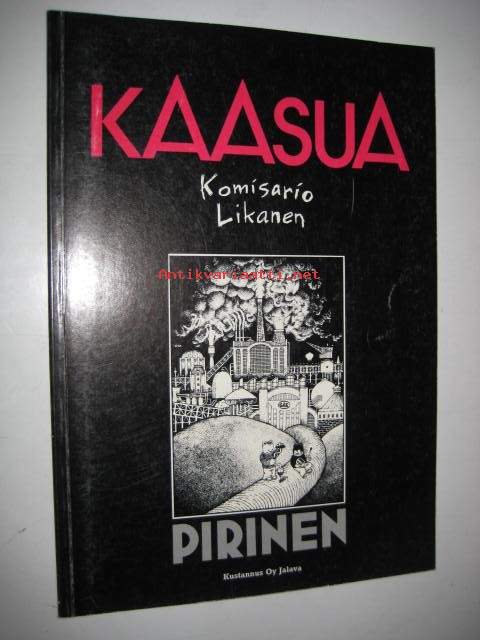 KAASUA
Komisario
Likanen
Antikvariaatti.net
PIRINEN
Kustannus Oy Jalava